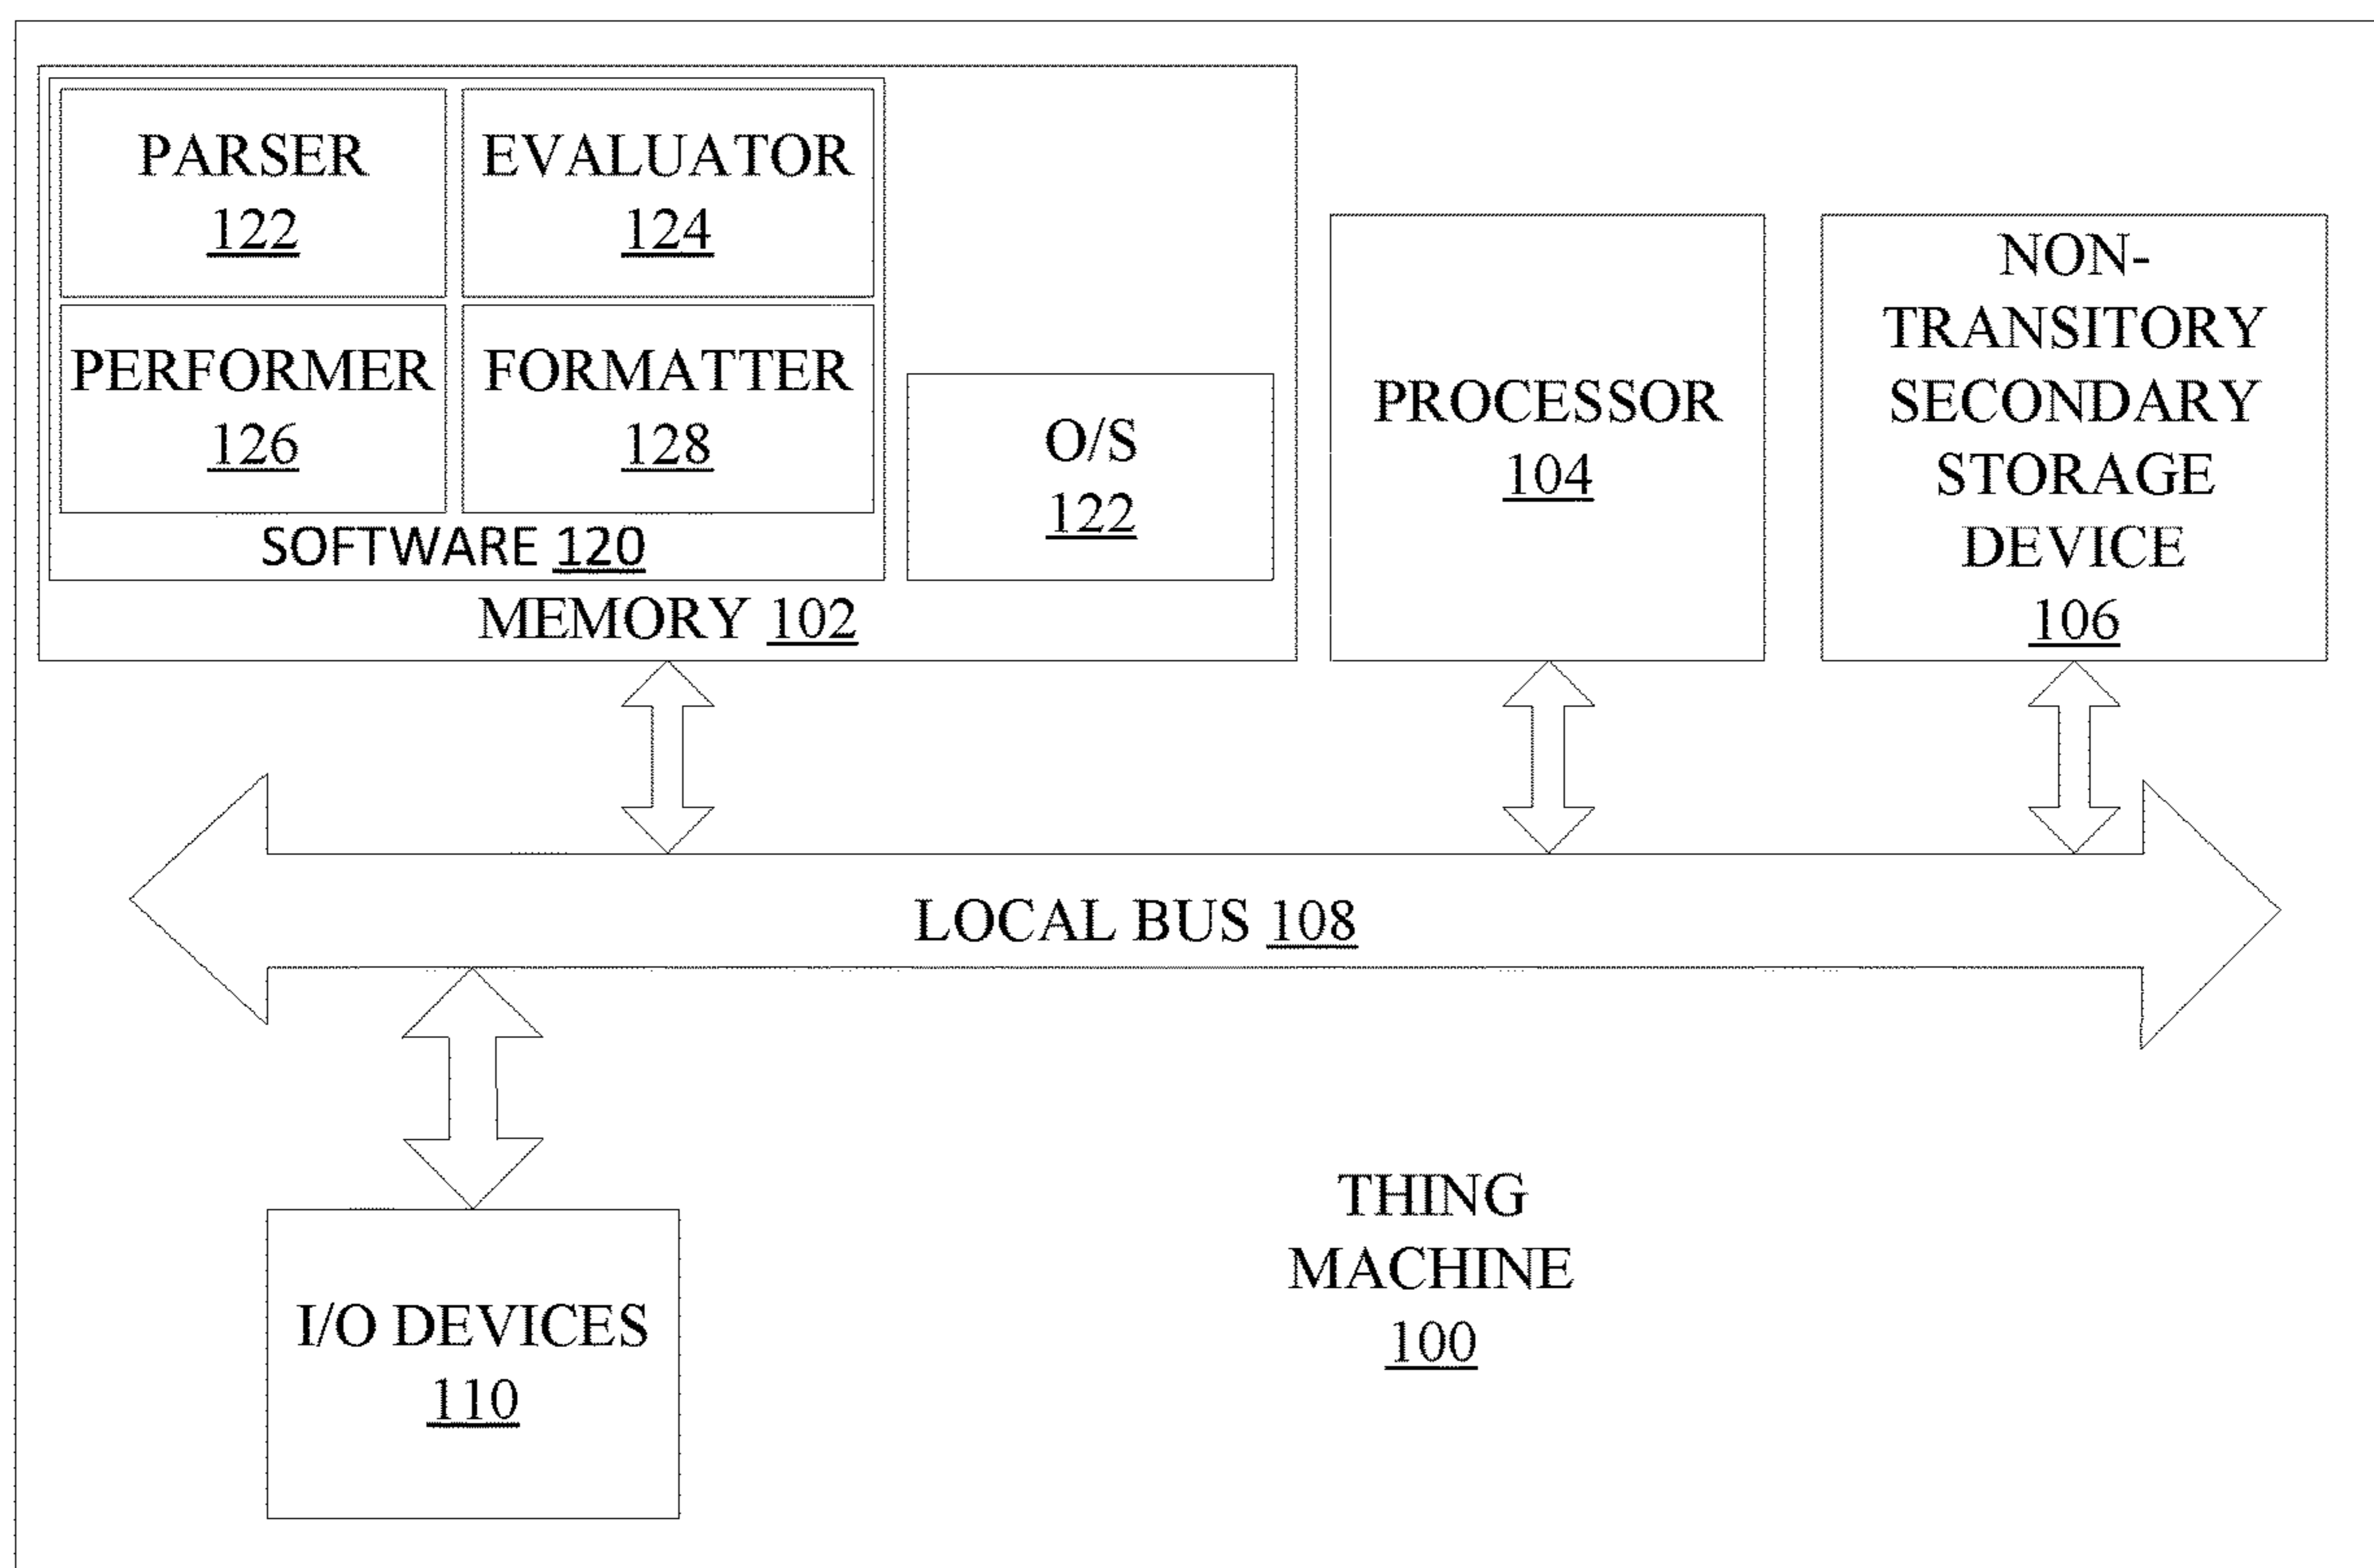 PARSER
122
EVALUATOR
124
PERFORMER
126
FORMATTER
128
SOFTWARE 120
O/S
122
MEMORY 102
PROCESSOR
104
NON-
TRANSITORY
SECONDARY
STORAGE
DEVICE
106
LOCAL BUS 108
I/O DEVICES
110
THING
MACHINE
100